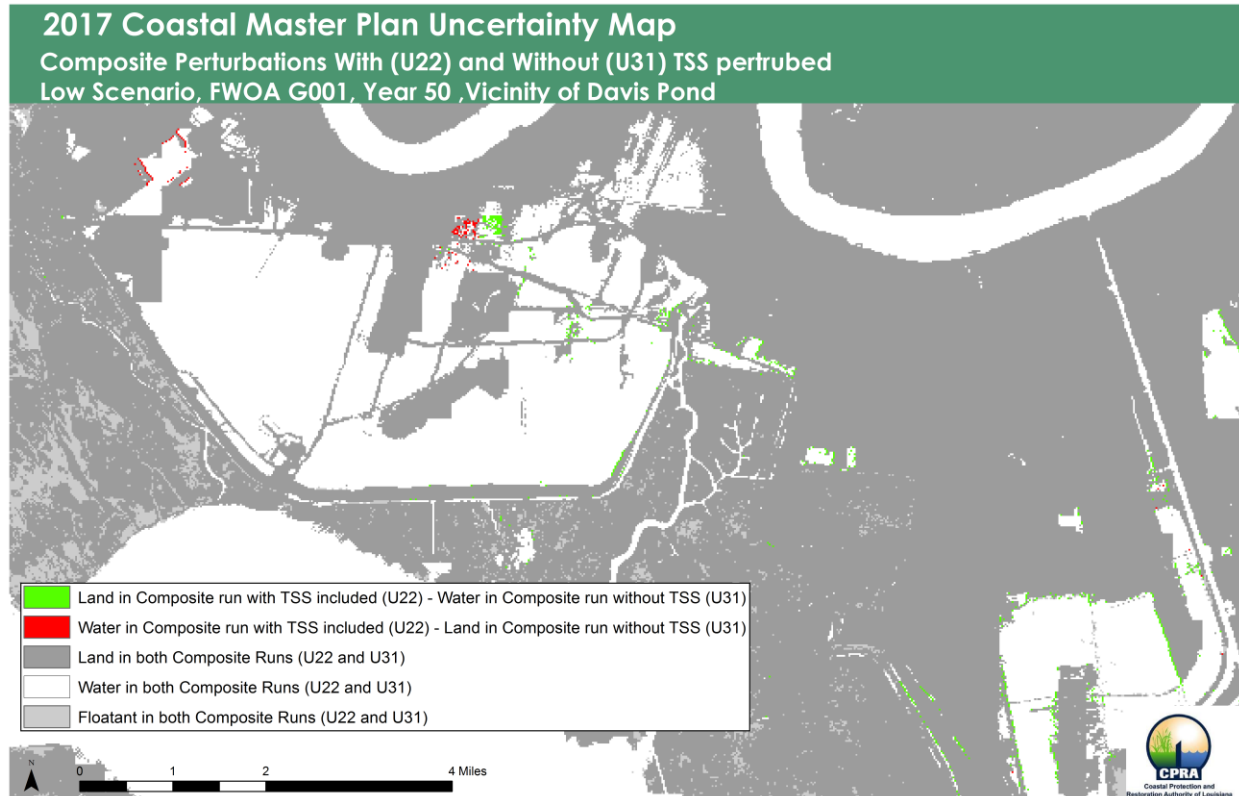 2017 Coastal Master Plan Uncertainty Map
Composite Perturbations With (U22) and Without (U31) TSS pertrubed
Low Scenario, FWOA G001, Year 50 ,Vicinity of Davis Pond
Land in Composite run with TSS included (U22) - Water in Composite run without TSS (U31)
Water in Composite run with TSS included (U22) - Land in Composite run without TSS (U31)
Land in both Composite Runs (U22 and U31)
Water in both Composite Runs (U22 and U31)
Floatant in both Composite Runs (U22 and U31)
N
0 1 2 4 Miles
CPRA
Coastal Protection and
Restoration Authority of Louisiana